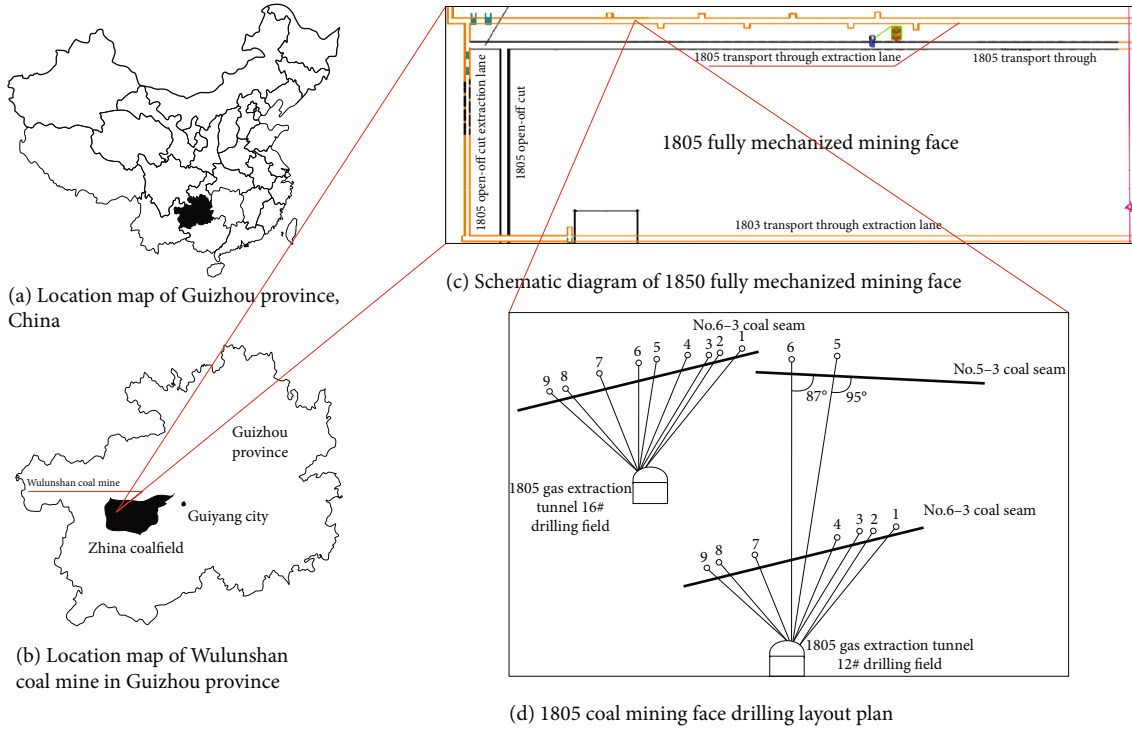 (a) Location map of Guizhou province,
China
Guizhou
province
Wulunshan coal mine
Guiyang city
Zhina coalfield
(b) Location map of Wulunshan
coal mine in Guizhou province
1805 transport through extraction lane
1805 transport through
1805 open-off cut extraction lane
1805 open-off cut
1805 fully mechanized mining face
1803 transport through extraction lane
(c) Schematic diagram of 1850 fully mechanized mining face
No.6–3 coal seam
9 8 7 6 5 4 3 2 1
1805 gas extraction
tunnel 16#
drilling field
6 5
No.5–3 coal seam
87° 95°
No.6–3 coal seam
9 8 7 4 3 2 1
1805 gas extraction tunnel
12# drilling field
(d) 1805 coal mining face drilling layout plan